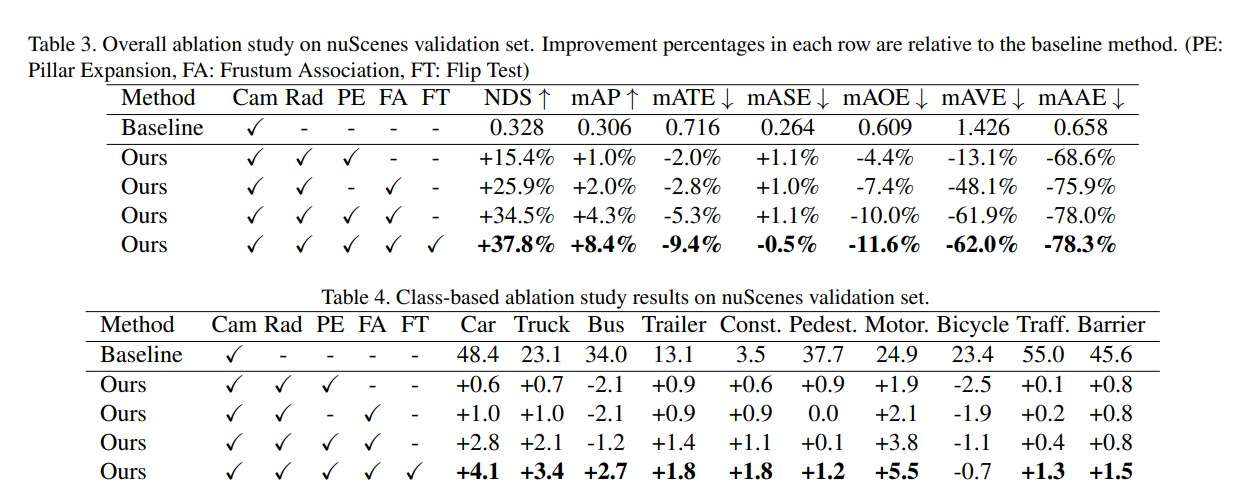 Table 3. Overall ablation study on nuScenes validation set. Improvement percentages in each row are relative to the baseline method. (PE:
Pillar Expansion, FA: Frustum Association, FT: Flip Test)
Method Cam Rad PE FA FT NDS ↑ mAP ↑ mATE ↓ mASE ↓ mAOE ↓ mAVE ↓ mAAE ↓
Baseline ✓ - - - - 0.328 0.306 0.716 0.264 0.609 1.426 0.658
Ours ✓ ✓ ✓ - - +15.4% +1.0% -2.0% +1.1% -4.4% -13.1% -68.6%
Ours ✓ ✓ - ✓ - +25.9% +2.0% -2.8% +1.0% -7.4% -48.1% -75.9%
Ours ✓ ✓ ✓ ✓ - +34.5% +4.3% -5.3% +1.1% -10.0% -61.9% -78.0%
Ours ✓ ✓ ✓ ✓ ✓ +37.8% +8.4% -9.4% -0.5% -11.6% -62.0% -78.3%
Table 4. Class-based ablation study results on nuScenes validation set.
Method Cam Rad PE FA FT Car Truck Bus Trailer Const. Pedest. Motor. Bicycle Traff. Barrier
Baseline ✓ - - - - 48.4 23.1 34.0 13.1 3.5 37.7 24.9 23.4 55.0 45.6
Ours ✓ ✓ ✓ - - +0.6 +0.7 -2.1 +0.9 +0.6 +0.9 +1.9 -2.5 +0.1 +0.8
Ours ✓ ✓ - ✓ - +1.0 +1.0 -2.1 +0.9 +0.9 0.0 +2.1 -1.9 +0.2 +0.8
Ours ✓ ✓ ✓ ✓ - +2.8 +2.1 -1.2 +1.4 +1.1 +0.1 +3.8 -1.1 +0.4 +0.8
Ours ✓ ✓ ✓ ✓ ✓ +4.1 +3.4 +2.7 +1.8 +1.8 +1.2 +5.5 -0.7 +1.3 +1.5